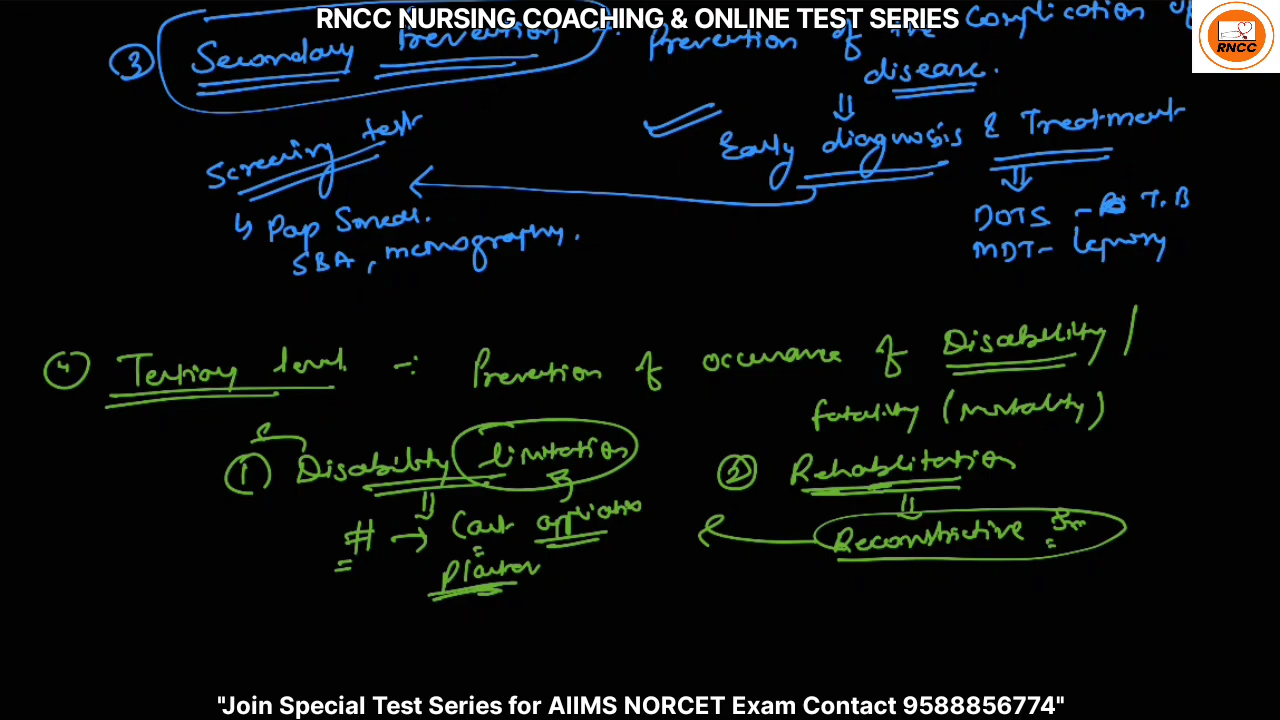 RNCC NURSING COACHING & ONLINE TEST SERIES
RNCC
③ Secondary Prevention :- Prevention of the Complication of
disease.
Early diagnosis & Treatment
Screening test
↳ Pap Smear.
SBA, memography.
DOTS - T.B
MDT - Leprosy
④ Tertiary level :- Prevention of occurance of Disability /
fatality (mortality)
① Disability limitation
② Rehablitation
# → Cast application
Plaster
Reconstrictive
"Join Special Test Series for AIIMS NORCET Exam Contact 9588856774"